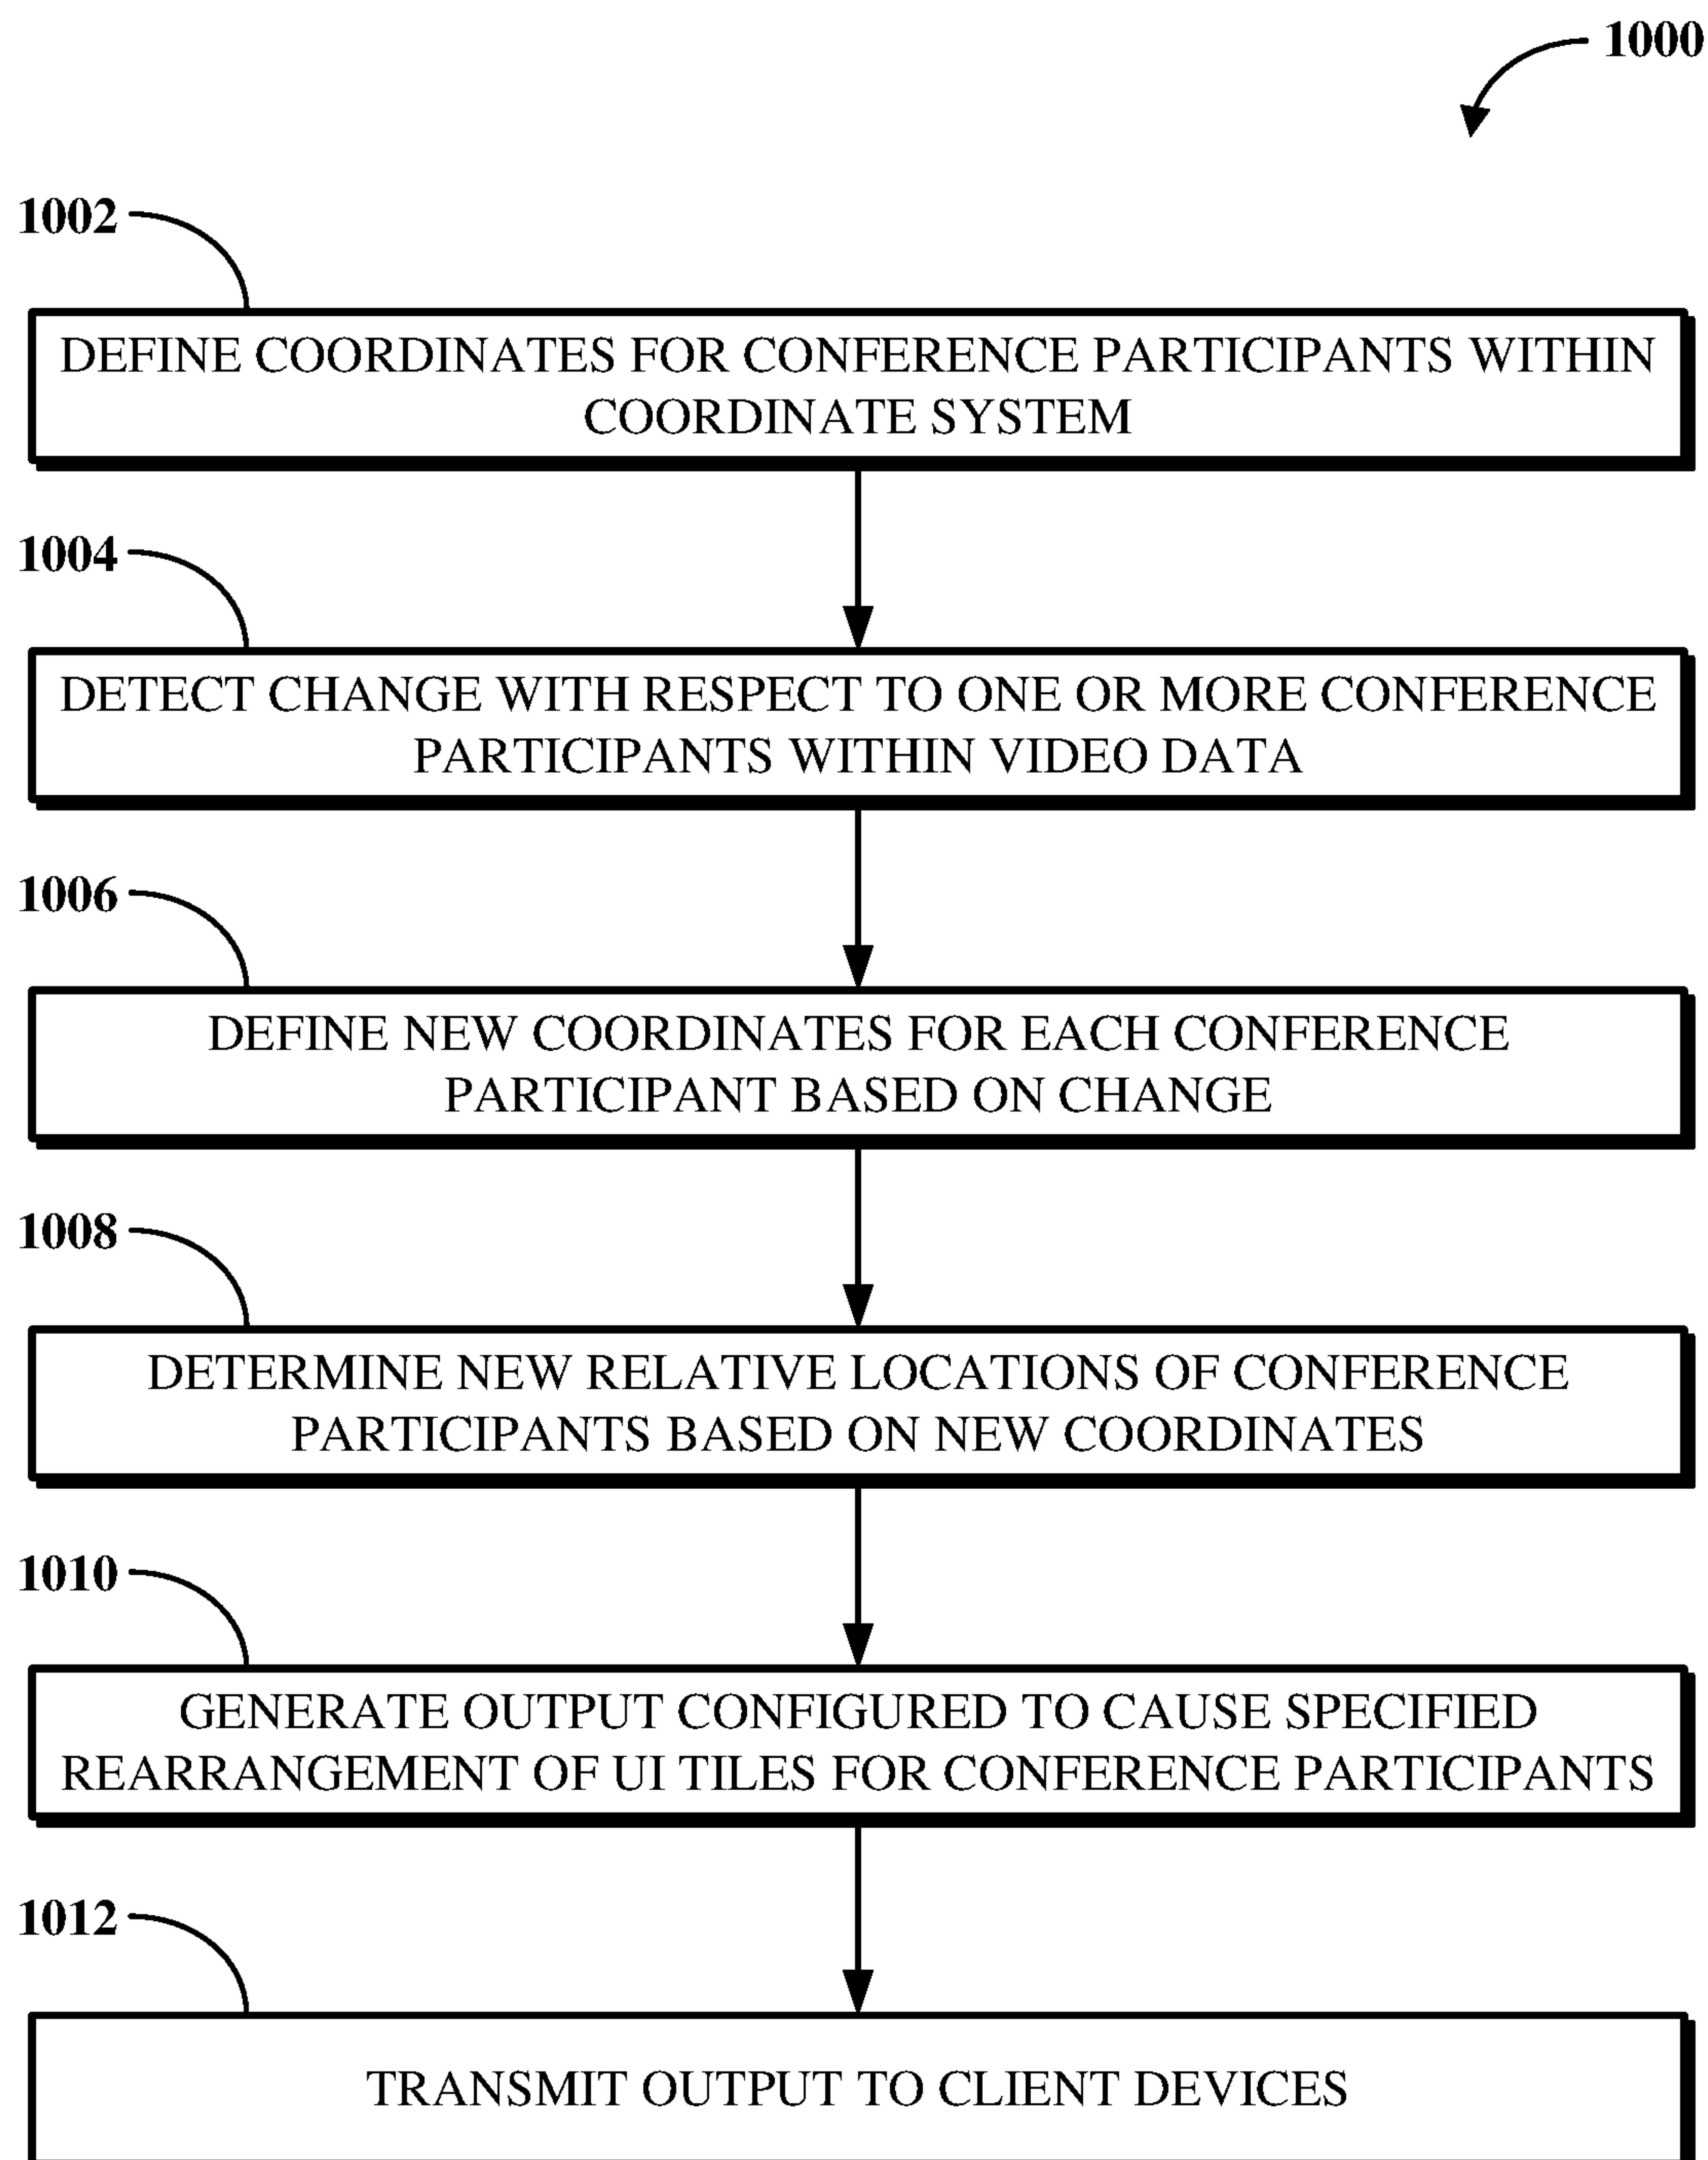 1000
1002
DEFINE COORDINATES FOR CONFERENCE PARTICIPANTS WITHIN
COORDINATE SYSTEM
1004
DETECT CHANGE WITH RESPECT TO ONE OR MORE CONFERENCE
PARTICIPANTS WITHIN VIDEO DATA
1006
DEFINE NEW COORDINATES FOR EACH CONFERENCE
PARTICIPANT BASED ON CHANGE
1008
DETERMINE NEW RELATIVE LOCATIONS OF CONFERENCE
PARTICIPANTS BASED ON NEW COORDINATES
1010
GENERATE OUTPUT CONFIGURED TO CAUSE SPECIFIED
REARRANGEMENT OF UI TILES FOR CONFERENCE PARTICIPANTS
1012
TRANSMIT OUTPUT TO CLIENT DEVICES